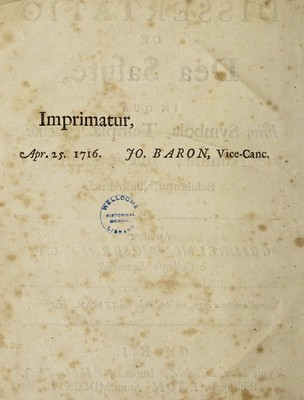 Imprimatur,
Apr. 25. 1716. JO. BARON, Vice-Canc.
WELLCOME
HISTORICAL
MEDICAL
LIBRARY